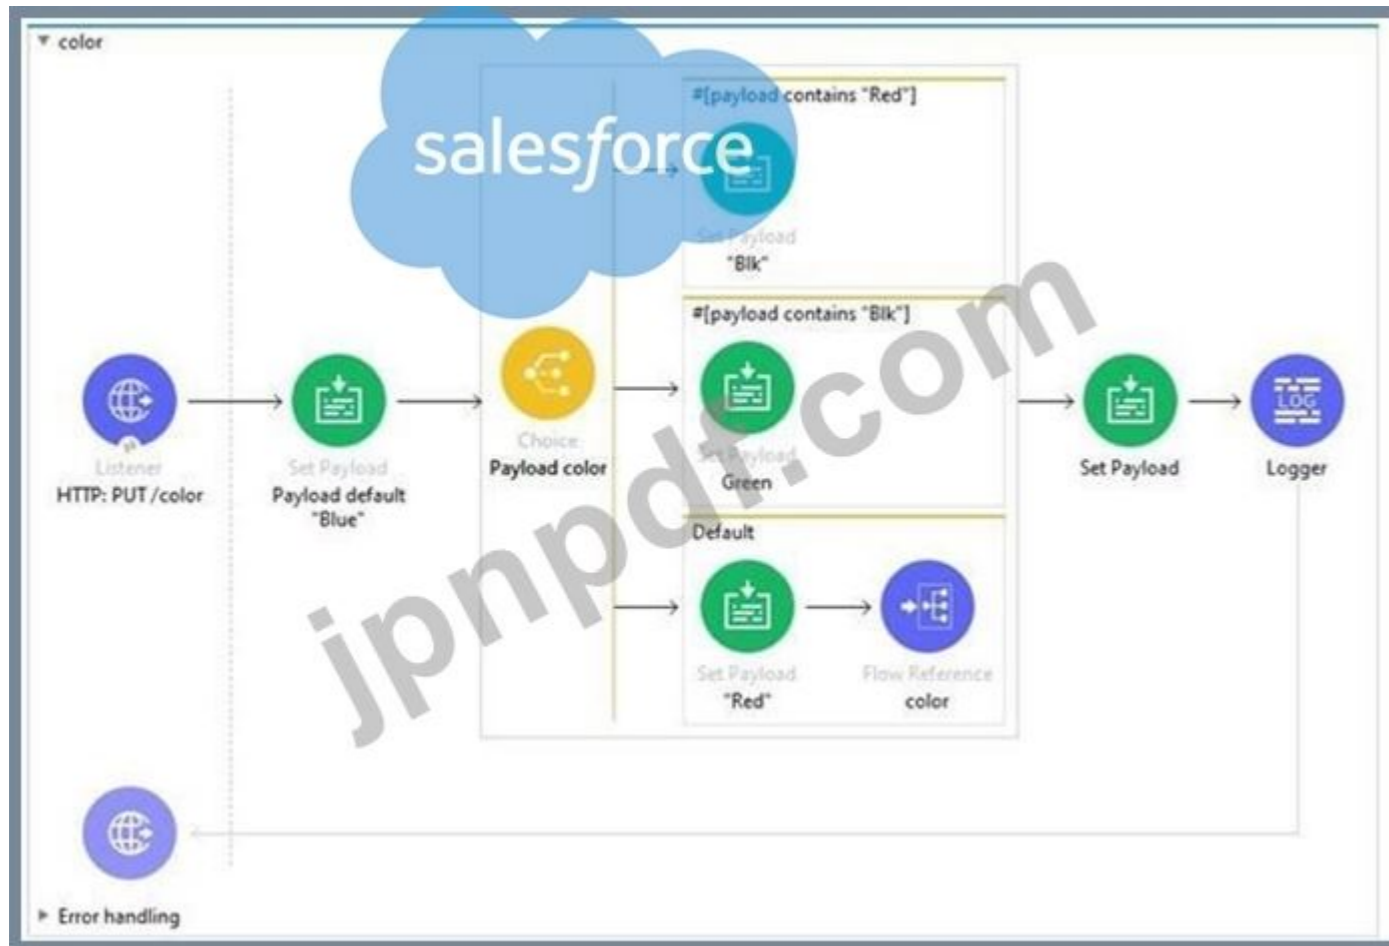 color
salesforce
#[payload contains "Red"]
Set Payload
"Blk"
#[payload contains "Blk"]
Set Payload
Green
Default
Set Payload
"Red"
Flow Reference
color
Listener
HTTP: PUT /color
Set Payload
Payload default
"Blue"
Choice
Payload color
Set Payload
LOG
Logger
Error handling
jpnpdf.com